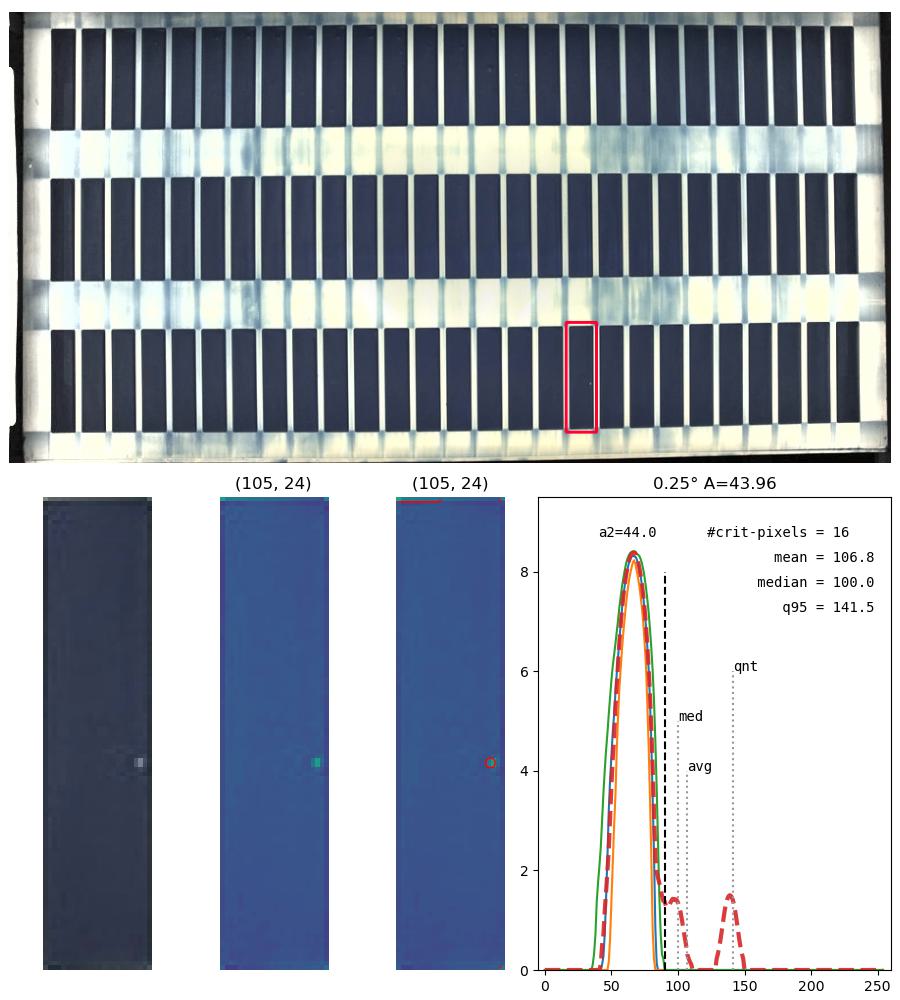 (105, 24)
(105, 24)
0.25° A=43.96
a2=44.0
#crit-pixels = 16
mean = 106.8
median = 100.0
q95 = 141.5
qnt
med
avg
8
6
4
2
0
0 50 100 150 200 250